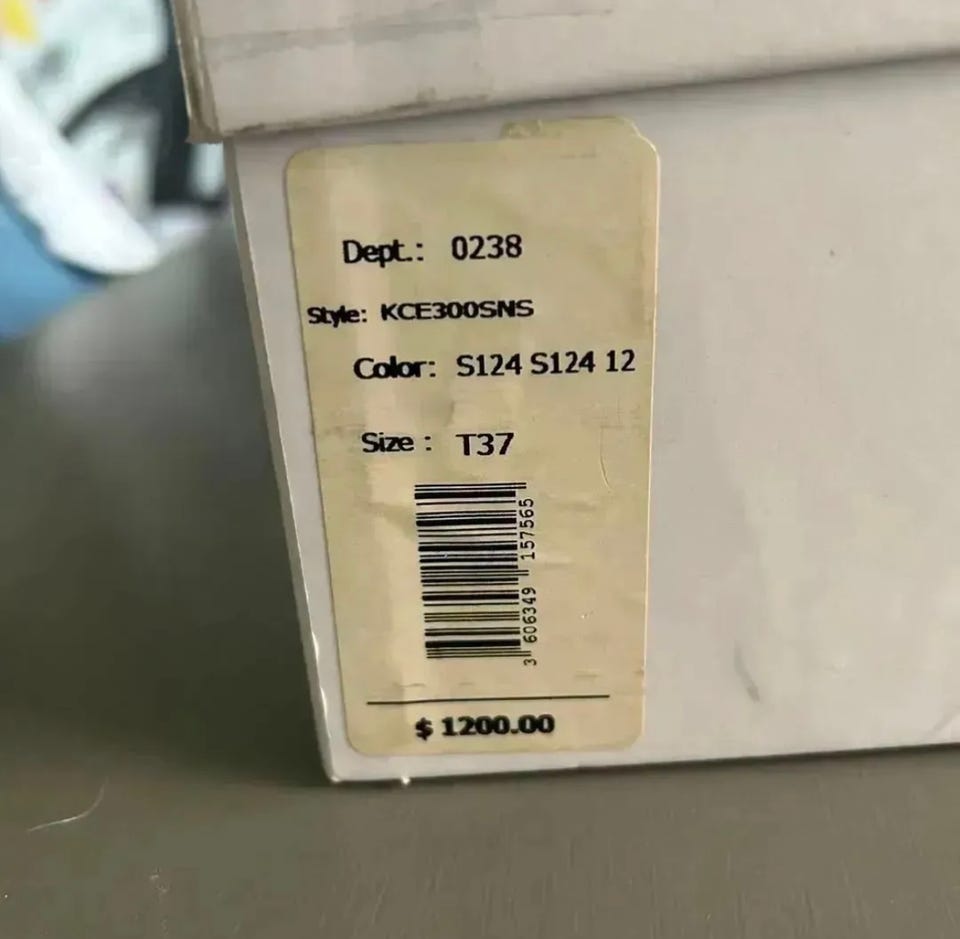 Dept.: 0238
Style: KCE300SNS
Color: S124 S124 12
Size : T37
3 606349 157565
$ 1200.00